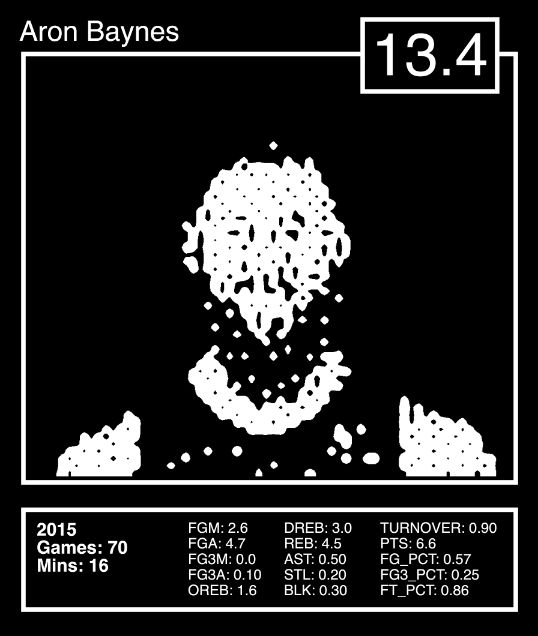 Aron Baynes
13.4
2015
Games: 70
Mins: 16
FGM: 2.6
FGA: 4.7
FG3M: 0.0
FG3A: 0.10
OREB: 1.6
DREB: 3.0
REB: 4.5
AST: 0.50
STL: 0.20
BLK: 0.30
TURNOVER: 0.90
PTS: 6.6
FG_PCT: 0.57
FG3_PCT: 0.25
FT_PCT: 0.86